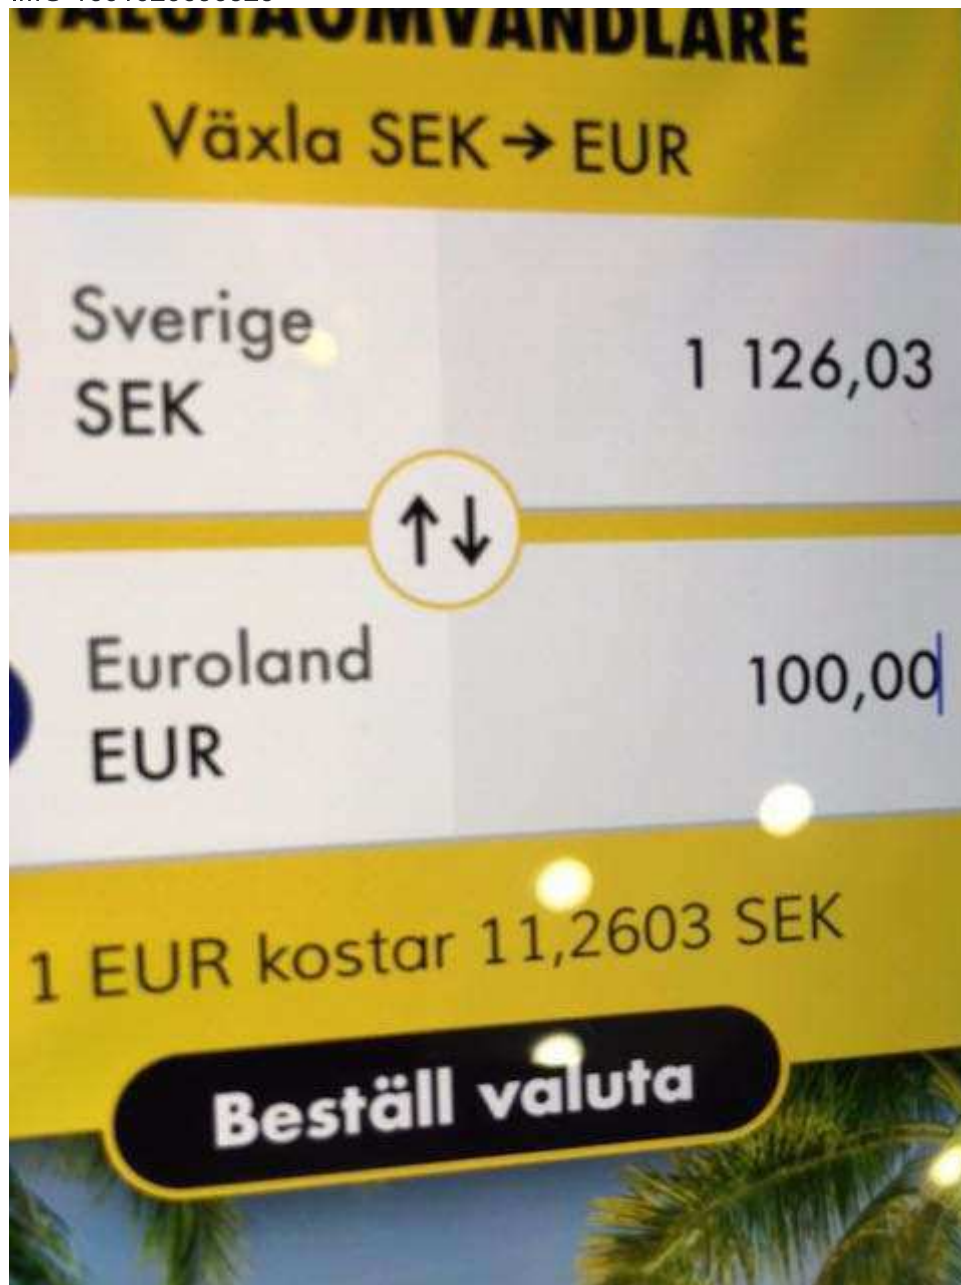 VALUTAOMVANDLARE
Växla SEK → EUR
Sverige
SEK
1 126,03
Euroland
EUR
100,00
1 EUR kostar 11,2603 SEK
Beställ valuta